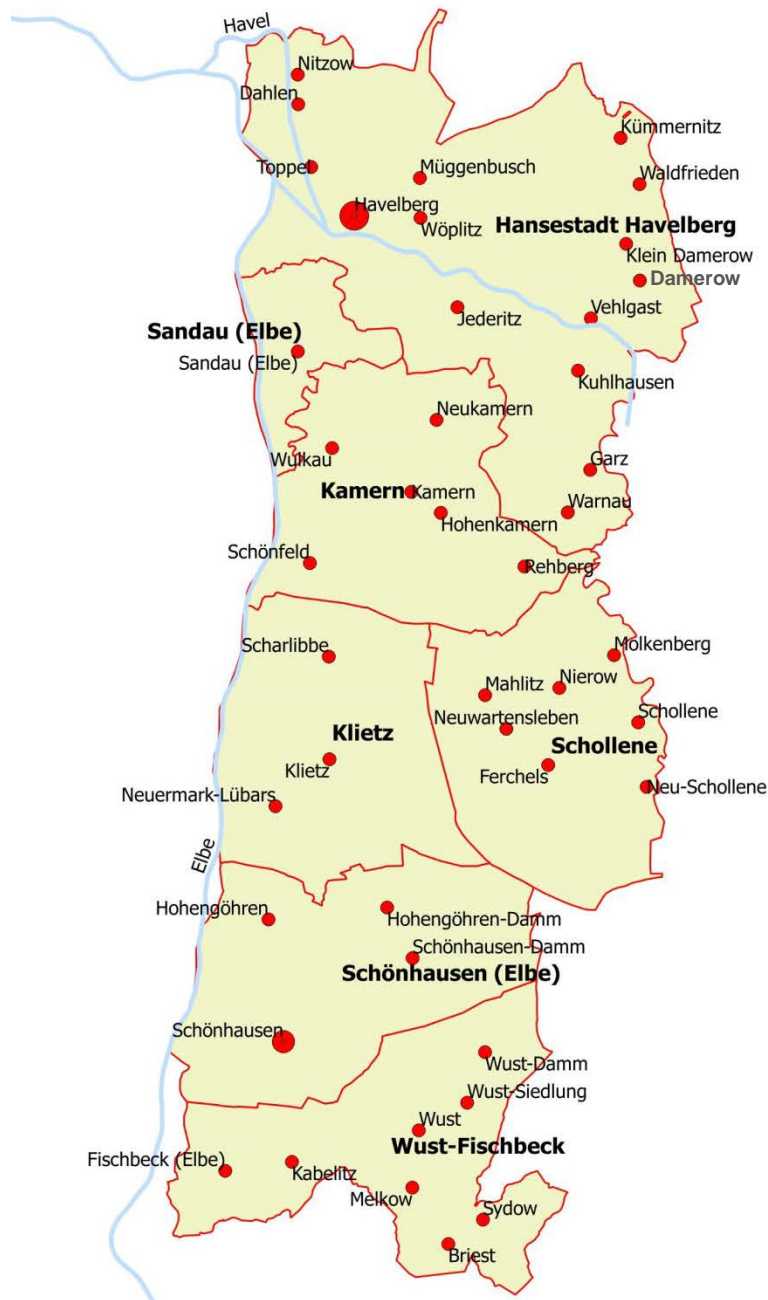 Havel
Nitzow
Dahlen
Kümmernitz
Toppel
Müggenbusch
Waldfrieden
Havelberg
Wöplitz
Hansestadt Havelberg
Klein Damerow
Damerow
Jederitz
Vehlgast
Sandau (Elbe)
Sandau (Elbe)
Kuhlhausen
Neukamern
Wulkau
Garz
Kamern
Kamern
Hohenkamern
Warnau
Schönfeld
Rehberg
Scharlibbe
Molkenberg
Mahlitz
Nierow
Neuwartensleben
Schollene
Klietz
Schollene
Klietz
Ferchels
Neu-Schollene
Neuermark-Lübars
Elbe
Hohengöhren
Hohengöhren-Damm
Schönhausen-Damm
Schönhausen (Elbe)
Schönhausen
Wust-Damm
Wust-Siedlung
Wust
Wust-Fischbeck
Fischbeck (Elbe)
Kabelitz
Melkow
Sydow
Briest